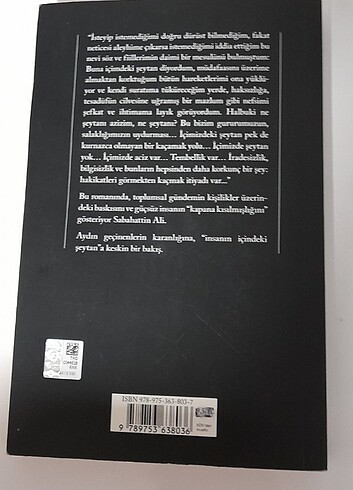 “İsteyip istemediğimi doğru dürüst bilmediğim, fakat
neticesi aleyhime çıkarsa istemediğimi iddia ettiğim bu
nevi söz ve fiillerimin daimi bir mesulünü bulmuştum:
Buna içimdeki şeytan diyordum, müdafaasını üzerime
almaktan korktuğum bütün hareketlerimi ona yüklü-
yor ve kendi suratıma tüküreceğim yerde, haksızlığa,
tesadüfün cilvesine uğramış bir mazlum gibi nefsimi
şefkat ve ihtimama layık görüyordum. Halbuki ne
şeytanı azizim, ne şeytanı? Bu bizim gururumuzun,
salaklığımızın uydurması... İçimizdeki şeytan pek de
kurnazca olmayan bir kaçamak yolu... İçimizde şeytan
yok... İçimizde aciz var... Tembellik var... İradesizlik,
bilgisizlik ve bunların hepsinden daha korkunç bir şey:
hakikatleri görmekten kaçmak itiyadı var...”
Bu romanında, toplumsal gündemin kişilikler üzerin-
deki baskısını ve güçsüz insanın “kapana kısılmışlığını”
gösteriyor Sabahattin Ali.
Aydın geçinenlerin karanlığına, “insanın içindeki
şeytan”a keskin bir bakış.
ISBN 978-975-363-803-7
9 789753 638036